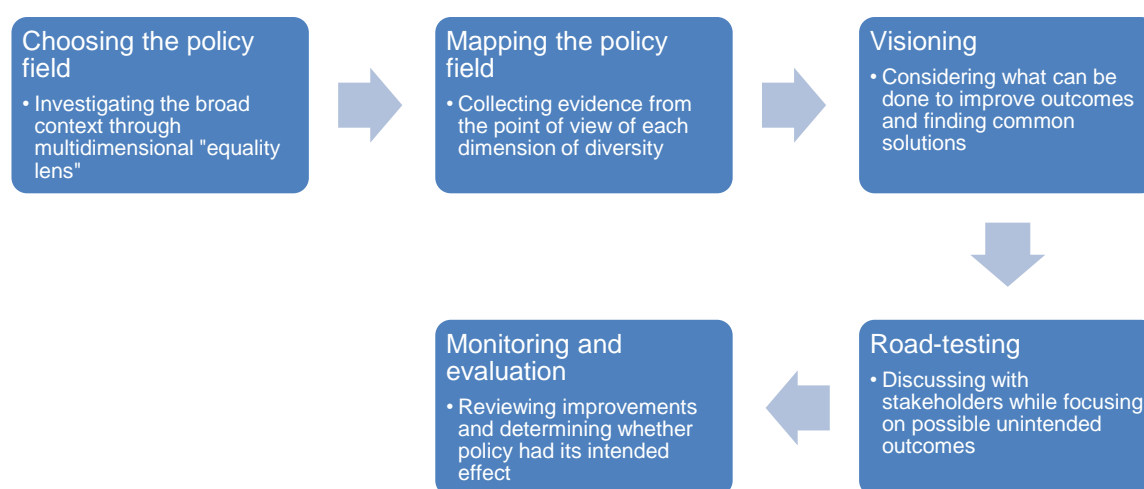 Choosing the policy
field
• Investigating the broad
context through
multidimensional "equality
lens"
Mapping the policy
field
• Collecting evidence from
the point of view of each
dimension of diversity
Visioning
• Considering what can be
done to improve outcomes
and finding common
solutions
Road-testing
• Discussing with
stakeholders while focusing
on possible unintended
outcomes
Monitoring and
evaluation
• Reviewing improvements
and determining whether
policy had its intended
effect